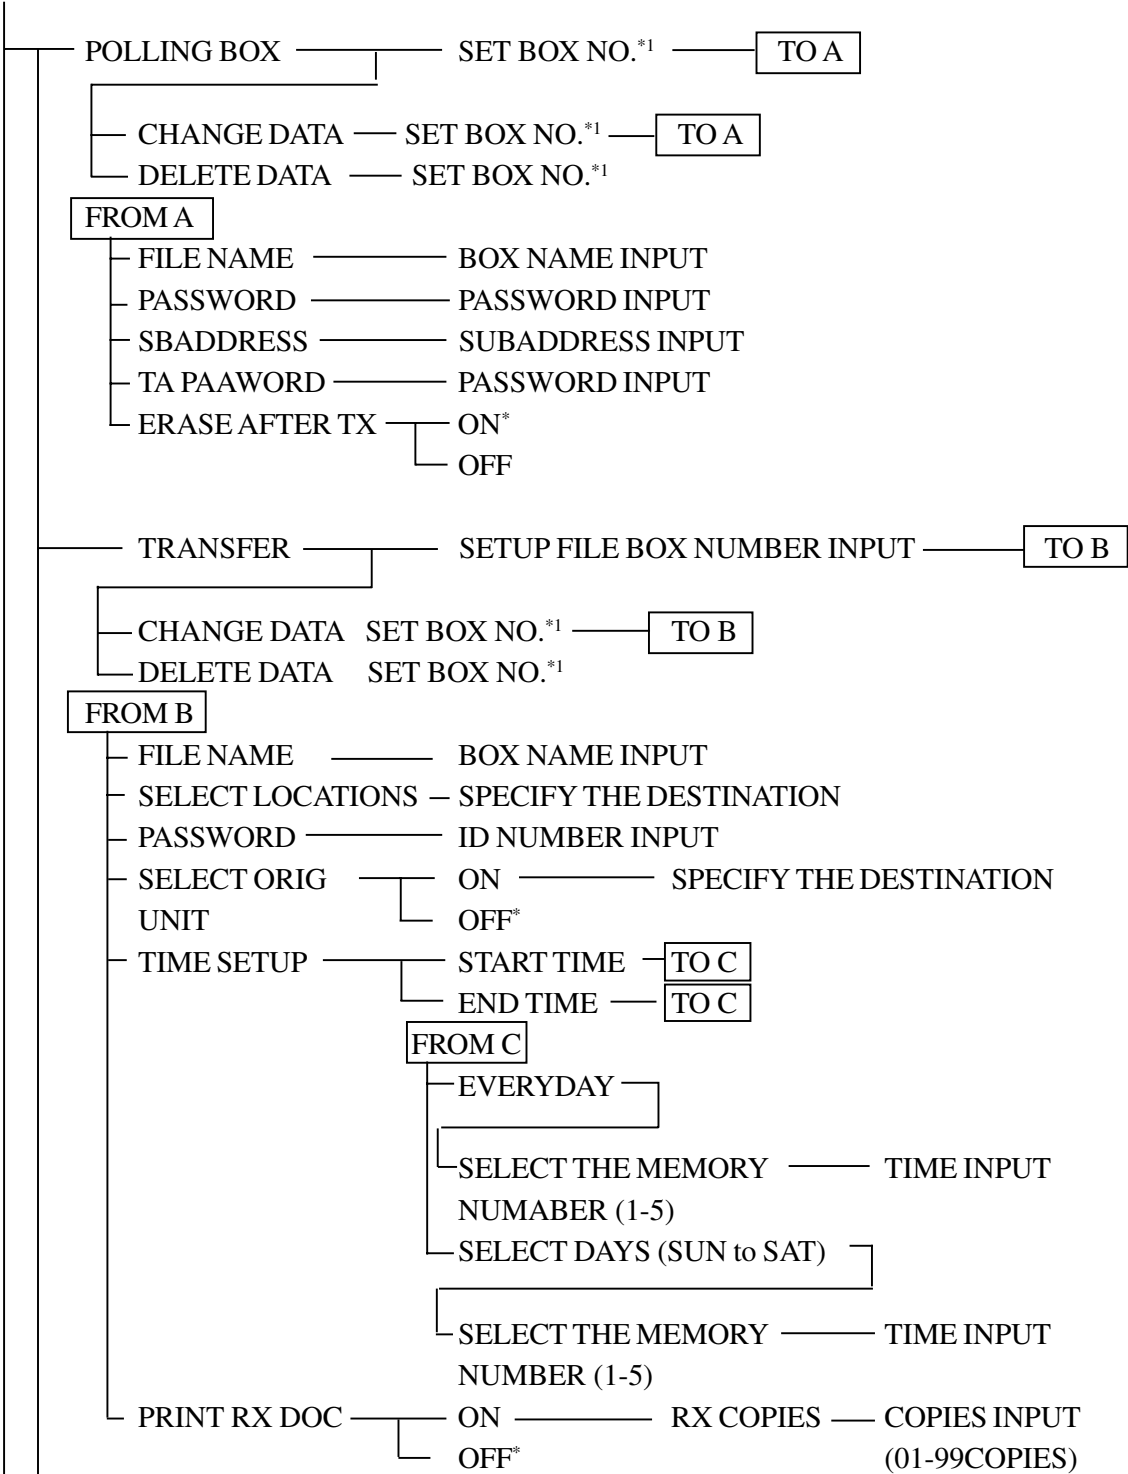 POLLING BOX SET BOX NO.*1 TO A
CHANGE DATA SET BOX NO.*1 TO A
DELETE DATA SET BOX NO.*1
FROM A
FILE NAME BOX NAME INPUT
PASSWORD PASSWORD INPUT
SBADDRESS SUBADDRESS INPUT
TA PAAWORD PASSWORD INPUT
ERASE AFTER TX ON*
OFF
TRANSFER SETUP FILE BOX NUMBER INPUT TO B
CHANGE DATA SET BOX NO.*1 TO B
DELETE DATA SET BOX NO.*1
FROM B
FILE NAME BOX NAME INPUT
SELECT LOCATIONS SPECIFY THE DESTINATION
PASSWORD ID NUMBER INPUT
SELECT ORIG ON SPECIFY THE DESTINATION
UNIT OFF*
TIME SETUP START TIME TO C
END TIME TO C
FROM C
EVERYDAY
SELECT THE MEMORY TIME INPUT
NUMABER (1-5)
SELECT DAYS (SUN to SAT)
SELECT THE MEMORY TIME INPUT
NUMBER (1-5)
PRINT RX DOC ON RX COPIES COPIES INPUT
OFF* (01-99COPIES)